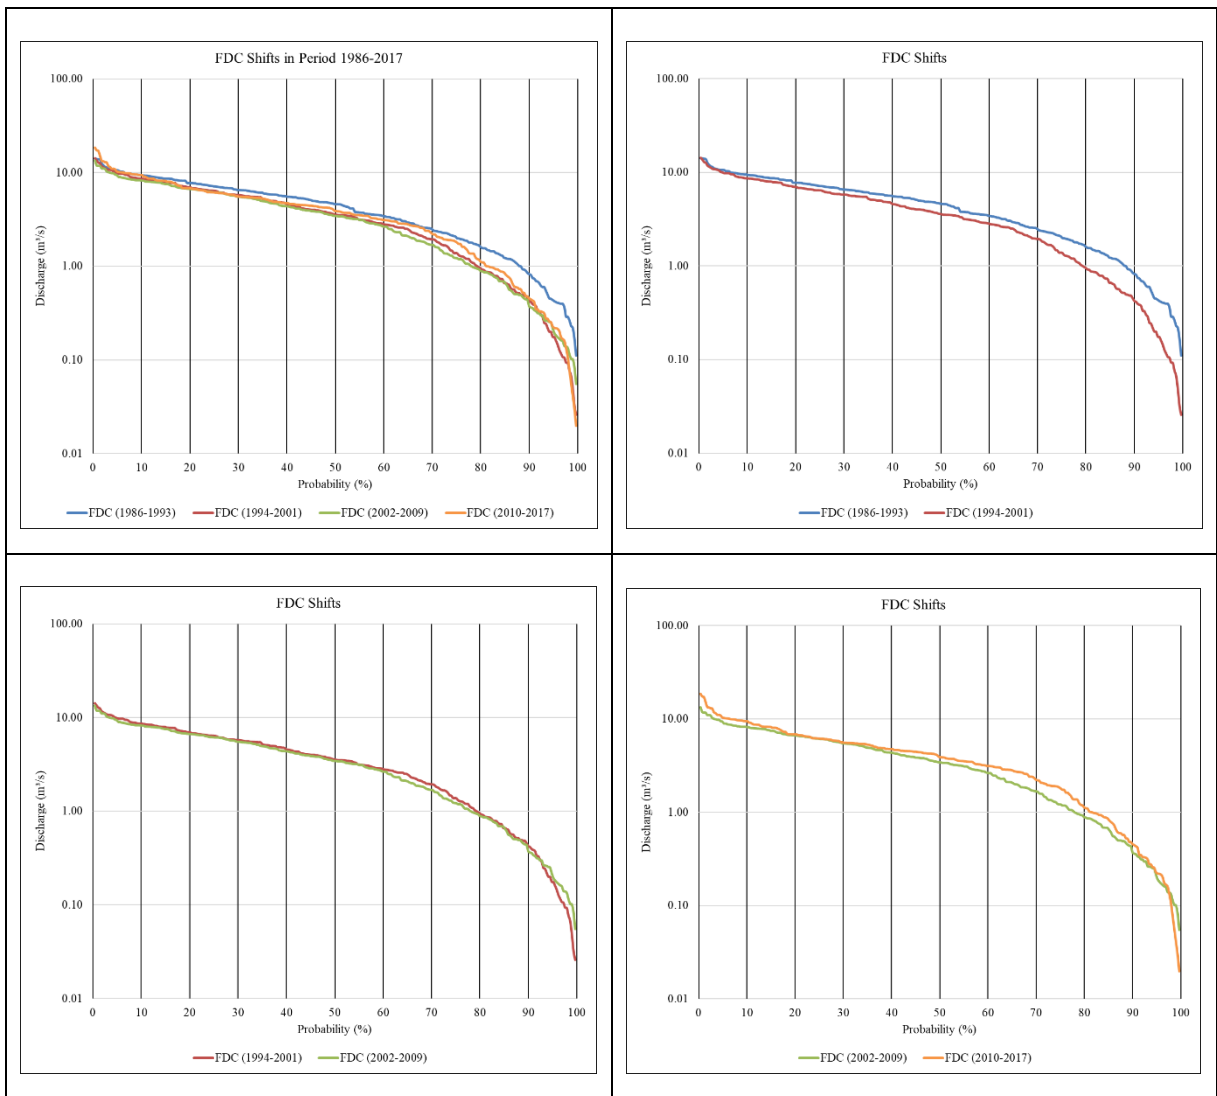 FDC Shifts in Period 1986-2017
100.00
10.00
1.00
0.10
0.01
Discharge (m³/s)
0 10 20 30 40 50 60 70 80 90 100
Probability (%)
FDC (1986-1993) FDC (1994-2001) FDC (2002-2009) FDC (2010-2017)
FDC Shifts
100.00
10.00
1.00
0.10
0.01
Discharge (m³/s)
0 10 20 30 40 50 60 70 80 90 100
Probability (%)
FDC (1986-1993) FDC (1994-2001)
FDC Shifts
100.00
10.00
1.00
0.10
0.01
Discharge (m³/s)
0 10 20 30 40 50 60 70 80 90 100
Probability (%)
FDC (1994-2001) FDC (2002-2009)
FDC Shifts
100.00
10.00
1.00
0.10
0.01
Discharge (m³/s)
0 10 20 30 40 50 60 70 80 90 100
Probability (%)
FDC (2002-2009) FDC (2010-2017)